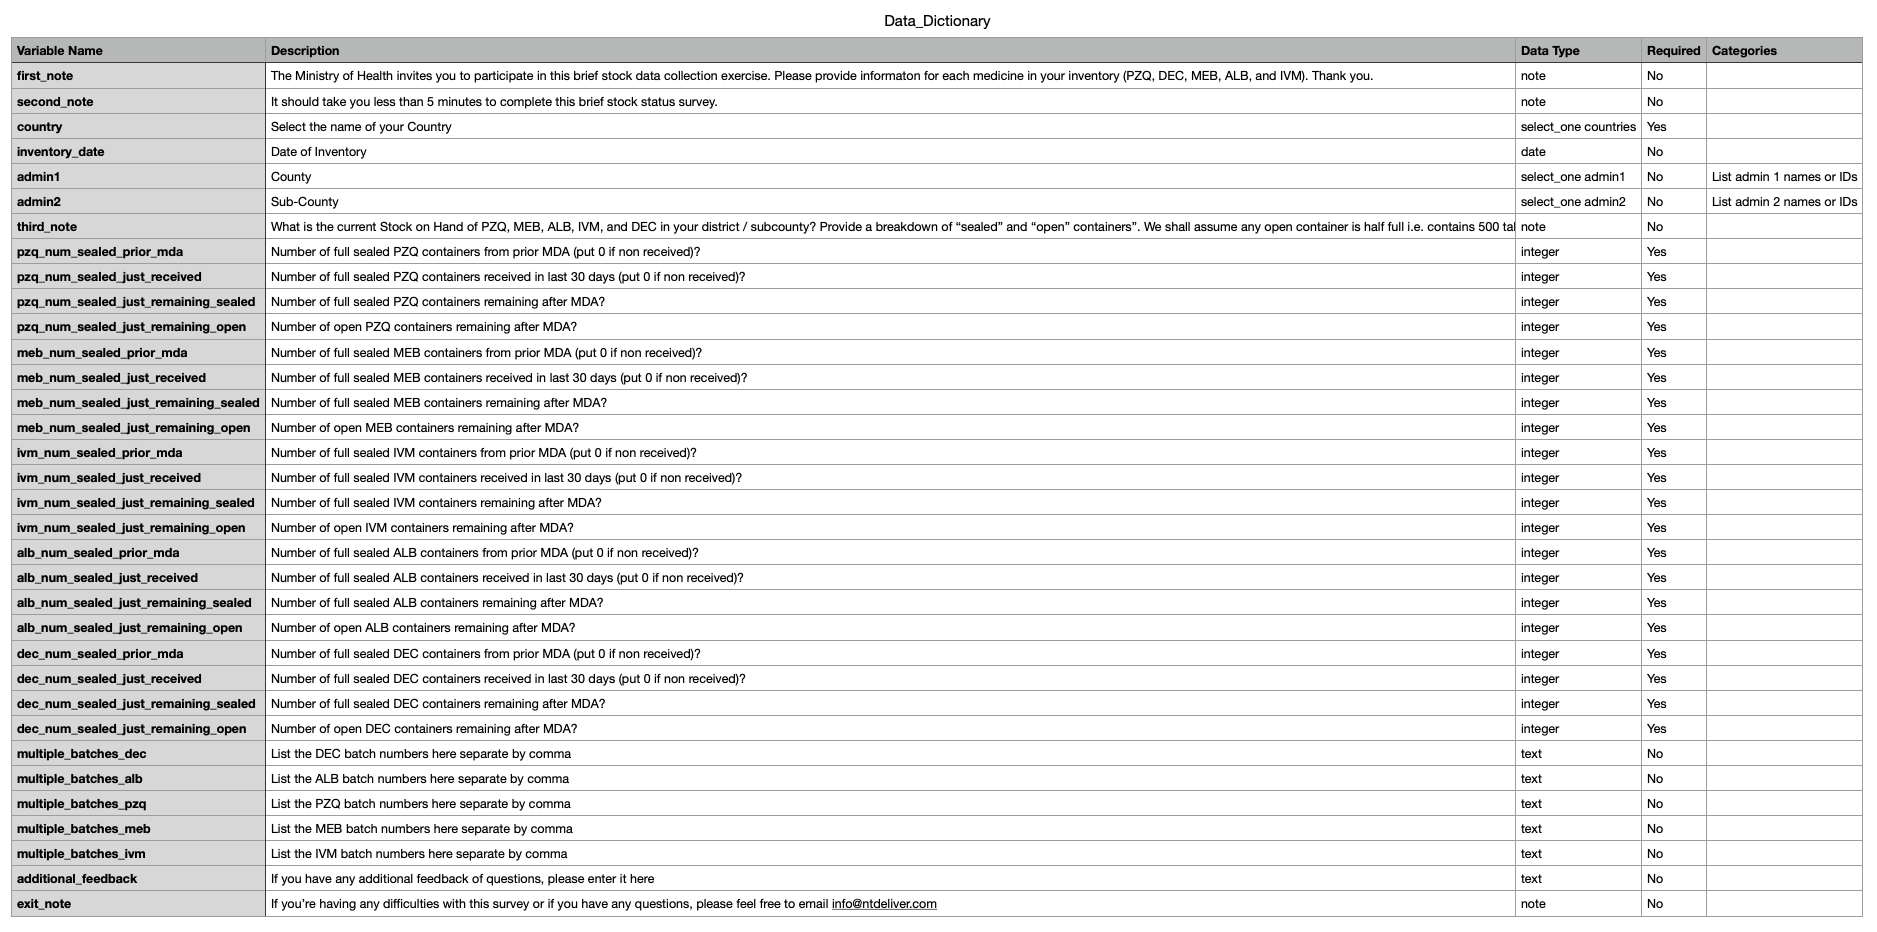 Data_Dictionary
Variable Name Description Data Type Required Categories
first_note The Ministry of Health invites you to participate in this brief stock data collection exercise. Please provide informaton for each medicine in your inventory (PZQ, DEC, MEB, ALB, and IVM). Thank you. note No
second_note It should take you less than 5 minutes to complete this brief stock status survey. note No
country Select the name of your Country select_one countries Yes
inventory_date Date of Inventory date No
admin1 County select_one admin1 No List admin 1 names or IDs
admin2 Sub-County select_one admin2 No List admin 2 names or IDs
third_note What is the current Stock on Hand of PZQ, MEB, ALB, IVM, and DEC in your district / subcounty? Provide a breakdown of “sealed” and “open” containers”. We shall assume any open container is half full i.e. contains 500 note No
pzq_num_sealed_prior_mda Number of full sealed PZQ containers from prior MDA (put 0 if non received)? integer Yes
pzq_num_sealed_just_received Number of full sealed PZQ containers received in last 30 days (put 0 if non received)? integer Yes
pzq_num_sealed_just_remaining_sealed Number of full sealed PZQ containers remaining after MDA? integer Yes
pzq_num_sealed_just_remaining_open Number of open PZQ containers remaining after MDA? integer Yes
meb_num_sealed_prior_mda Number of full sealed MEB containers from prior MDA (put 0 if non received)? integer Yes
meb_num_sealed_just_received Number of full sealed MEB containers received in last 30 days (put 0 if non received)? integer Yes
meb_num_sealed_just_remaining_sealed Number of full sealed MEB containers remaining after MDA? integer Yes
meb_num_sealed_just_remaining_open Number of open MEB containers remaining after MDA? integer Yes
ivm_num_sealed_prior_mda Number of full sealed IVM containers from prior MDA (put 0 if non received)? integer Yes
ivm_num_sealed_just_received Number of full sealed IVM containers received in last 30 days (put 0 if non received)? integer Yes
ivm_num_sealed_just_remaining_sealed Number of full sealed IVM containers remaining after MDA? integer Yes
ivm_num_sealed_just_remaining_open Number of open IVM containers remaining after MDA? integer Yes
alb_num_sealed_prior_mda Number of full sealed ALB containers from prior MDA (put 0 if non received)? integer Yes
alb_num_sealed_just_received Number of full sealed ALB containers received in last 30 days (put 0 if non received)? integer Yes
alb_num_sealed_just_remaining_sealed Number of full sealed ALB containers remaining after MDA? integer Yes
alb_num_sealed_just_remaining_open Number of open ALB containers remaining after MDA? integer Yes
dec_num_sealed_prior_mda Number of full sealed DEC containers from prior MDA (put 0 if non received)? integer Yes
dec_num_sealed_just_received Number of full sealed DEC containers received in last 30 days (put 0 if non received)? integer Yes
dec_num_sealed_just_remaining_sealed Number of full sealed DEC containers remaining after MDA? integer Yes
dec_num_sealed_just_remaining_open Number of open DEC containers remaining after MDA? integer Yes
multiple_batches_dec List the DEC batch numbers here separate by comma text No
multiple_batches_alb List the ALB batch numbers here separate by comma text No
multiple_batches_pzq List the PZQ batch numbers here separate by comma text No
multiple_batches_meb List the MEB batch numbers here separate by comma text No
multiple_batches_ivm List the IVM batch numbers here separate by comma text No
additional_feedback If you have any additional feedback of questions, please enter it here text No
exit_note If you’re having any difficulties with this survey or if you have any questions, please feel free to email info@ntdeliver.com note No